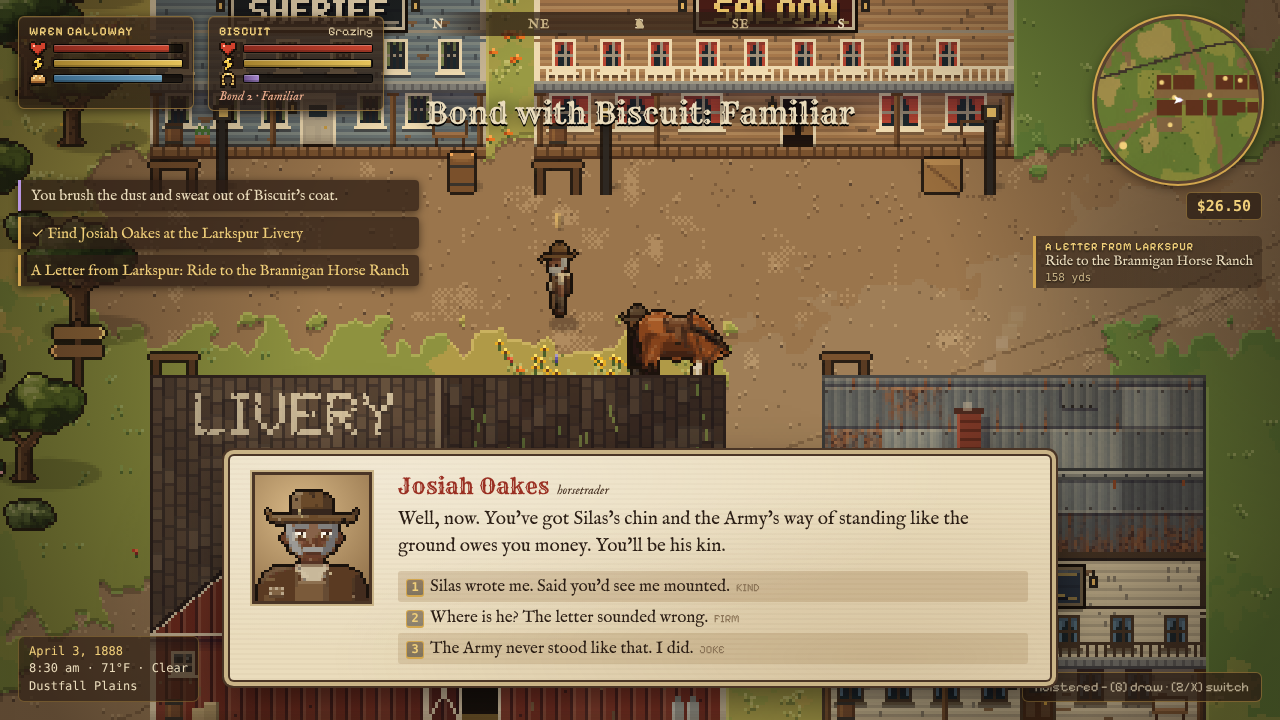 SHERIFF
SALOON
N NE E SE S
WREN CALLOWAY
BISCUIT Grazing
Bond 2 · Familiar
Bond with Biscuit: Familiar
You brush the dust and sweat out of Biscuit's coat.
✓ Find Josiah Oakes at the Larkspur Livery
A Letter from Larkspur: Ride to the Brannigan Horse Ranch
$26.50
A LETTER FROM LARKSPUR
Ride to the Brannigan Horse Ranch
158 yds
LIVERY
Josiah Oakes horsetrader
Well, now. You've got Silas's chin and the Army's way of standing like the
ground owes you money. You'll be his kin.
1 Silas wrote me. Said you'd see me mounted. KIND
2 Where is he? The letter sounded wrong. FIRM
3 The Army never stood like that. I did. JOKE
April 3, 1888
8:30 am · 71°F · Clear
Dustfall Plains
(G) draw · (Z/X) switch